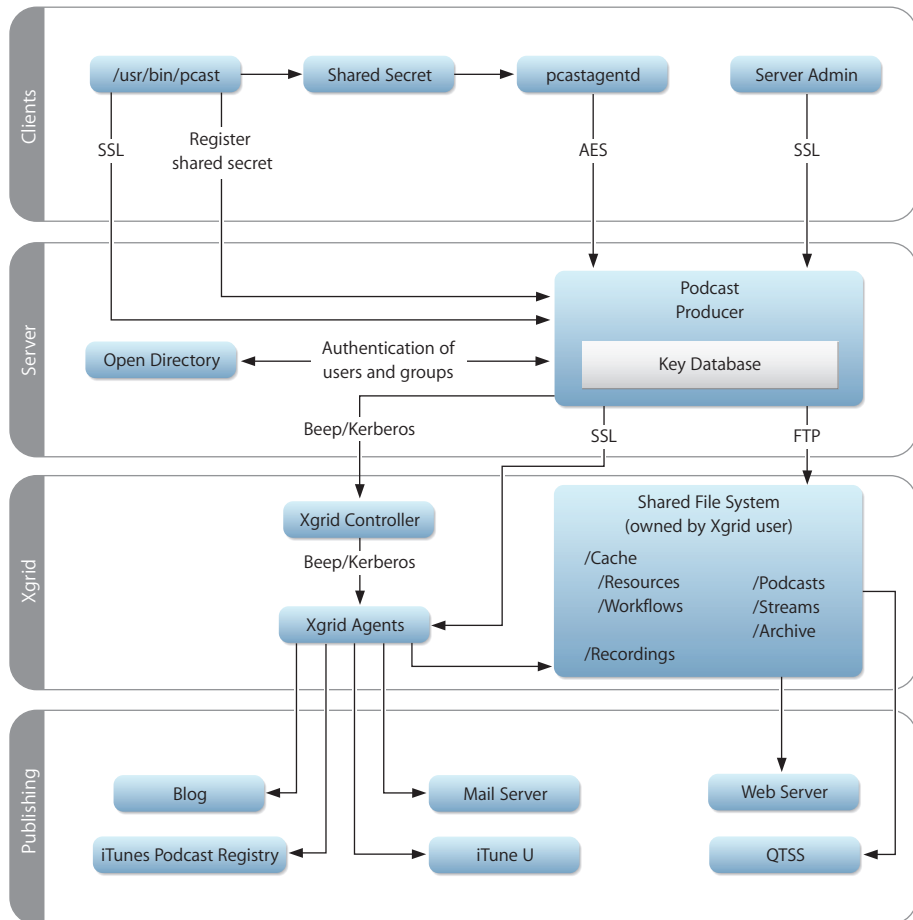 Clients
/usr/bin/pcast
Shared Secret
pcastagentd
Server Admin
SSL
Register
shared secret
AES
SSL
Server
Podcast
Producer
Key Database
Open Directory
Authentication of
users and groups
Beep/Kerberos
SSL
FTP
Xgrid
Xgrid Controller
Beep/Kerberos
Xgrid Agents
Shared File System
(owned by Xgrid user)
/Cache
/Resources
/Workflows
/Recordings
/Podcasts
/Streams
/Archive
Publishing
Blog
Mail Server
Web Server
iTunes Podcast Registry
iTune U
QTSS